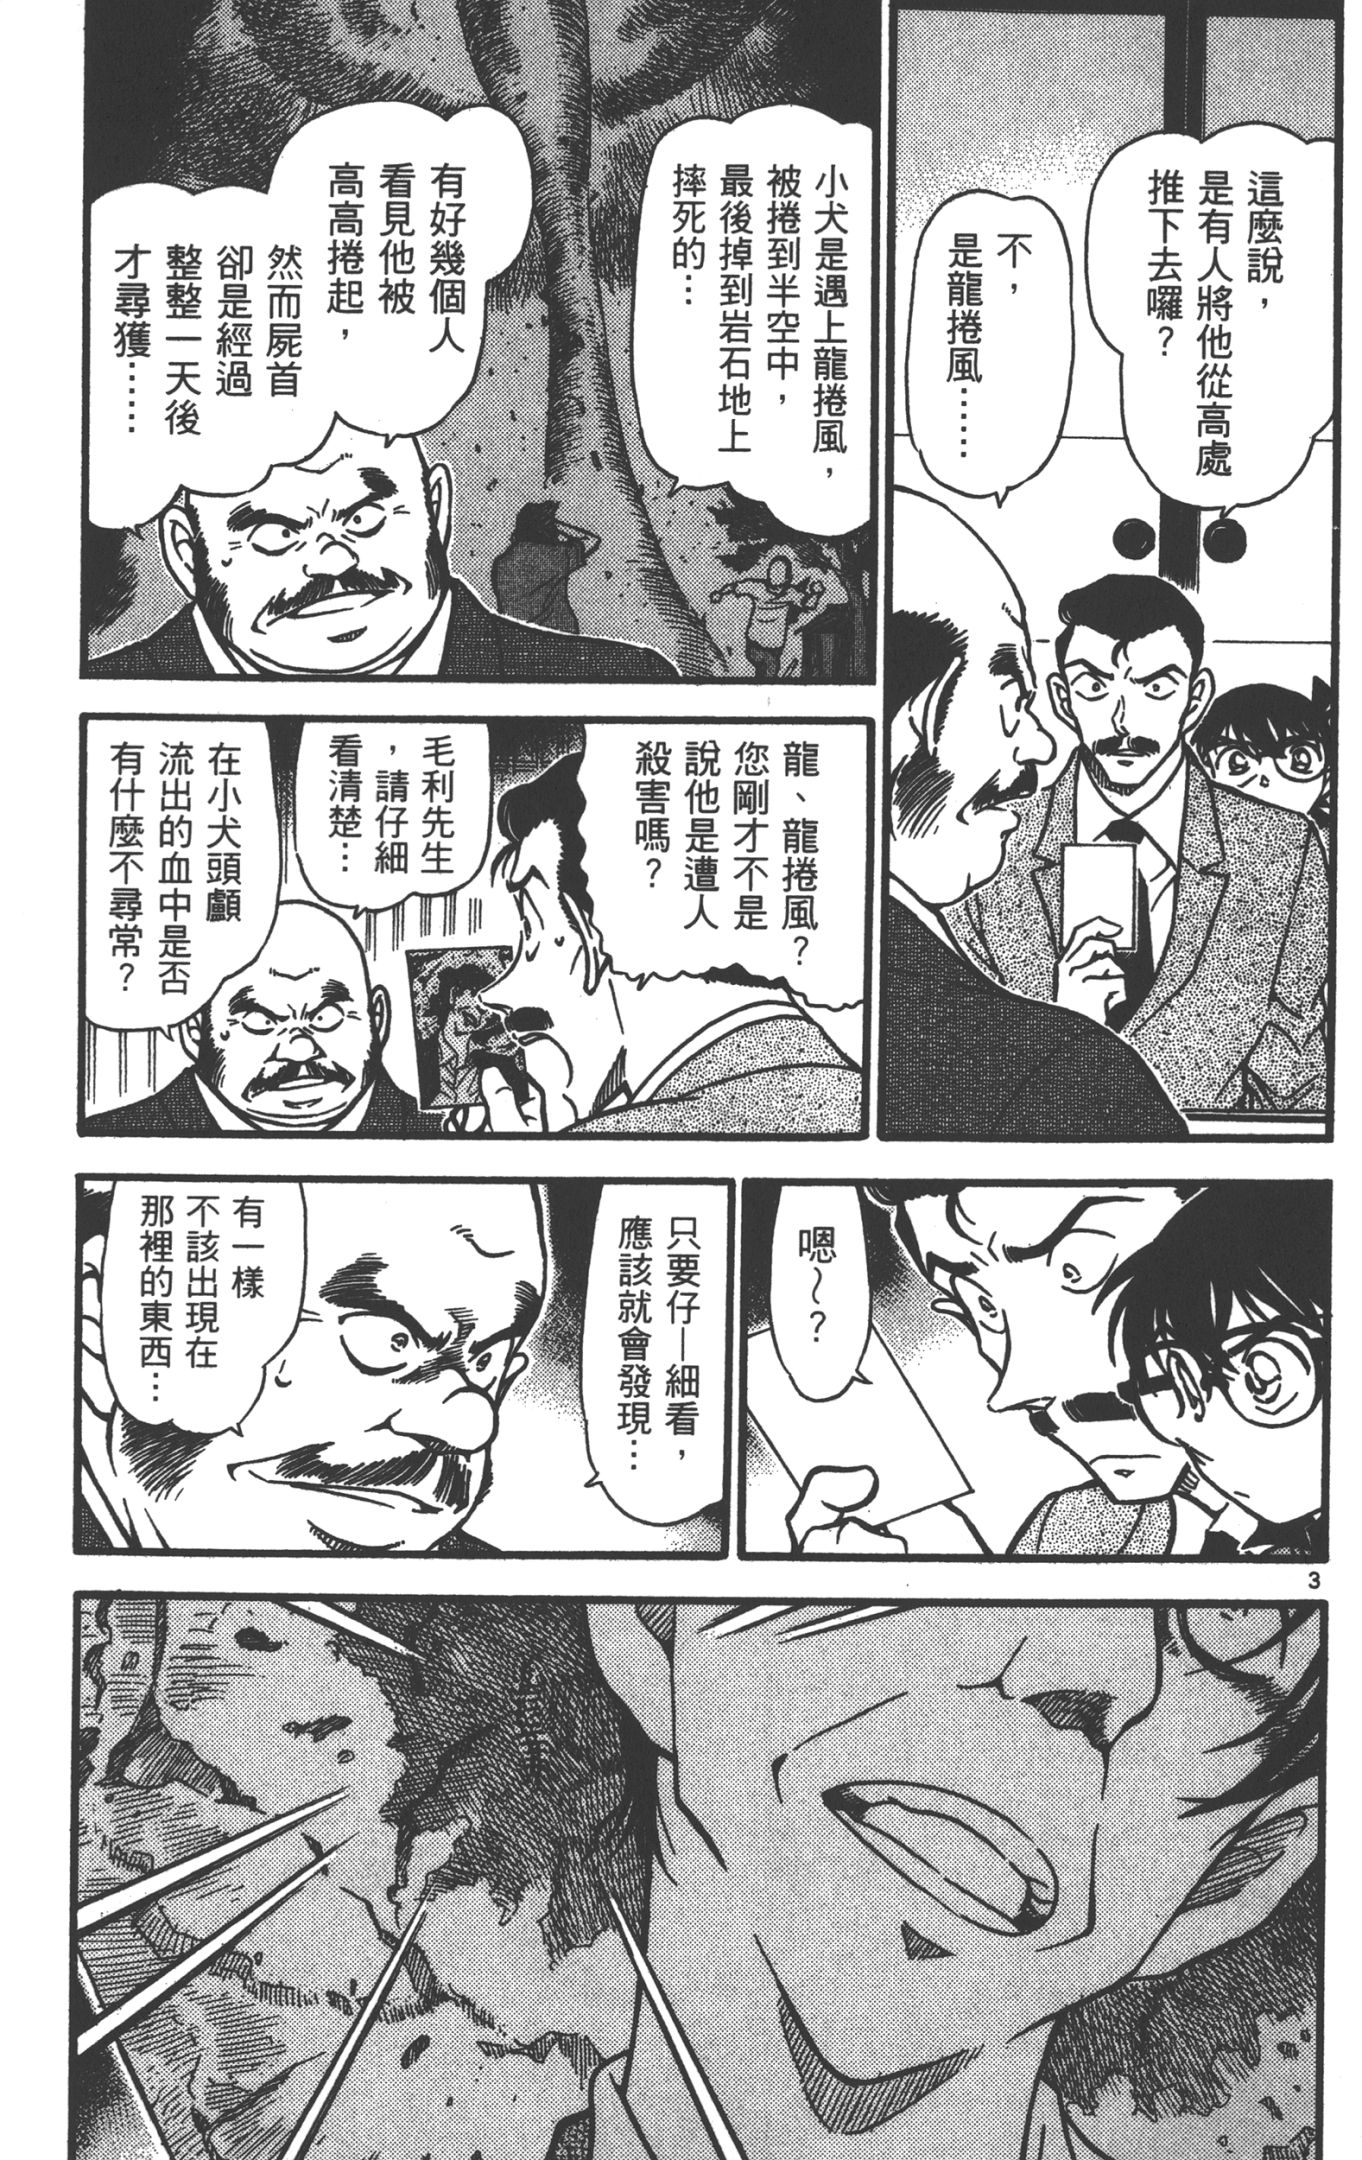 這麼說，
是有人將他從高處
推下去囉？
不，
是龍捲風……
小犬是遇上龍捲風，
被捲到半空中，
最後掉到岩石地上
摔死的…
有好幾個人
看見他被
高高捲起，
然而屍首
卻是經過
整整一天後
才尋獲……
龍、龍捲風？
您剛才不是
說他是遭人
殺害嗎？
毛利先生
，請仔細
看清楚…
在小犬頭顱
流出的血中是否
有什麼不尋常？
嗯～？
只要仔—細看，
應該就會發現…
有一樣
不該出現在
那裡的東西…
3